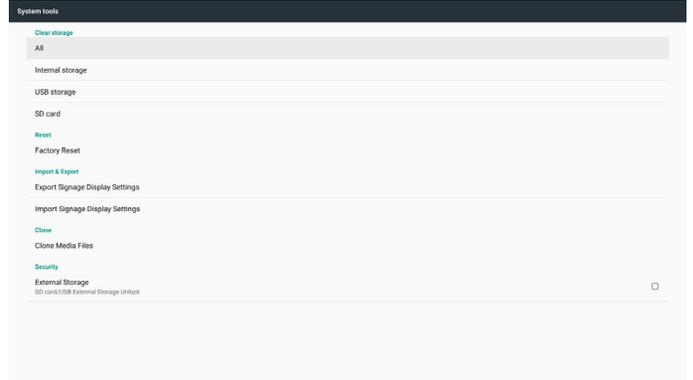 System tools
Clear storage
All
Internal storage
USB storage
SD card
Reset
Factory Reset
Import & Export
Export Signage Display Settings
Import Signage Display Settings
Clone
Clone Media Files
Security
External Storage
SD card/USB External Storage Unlock